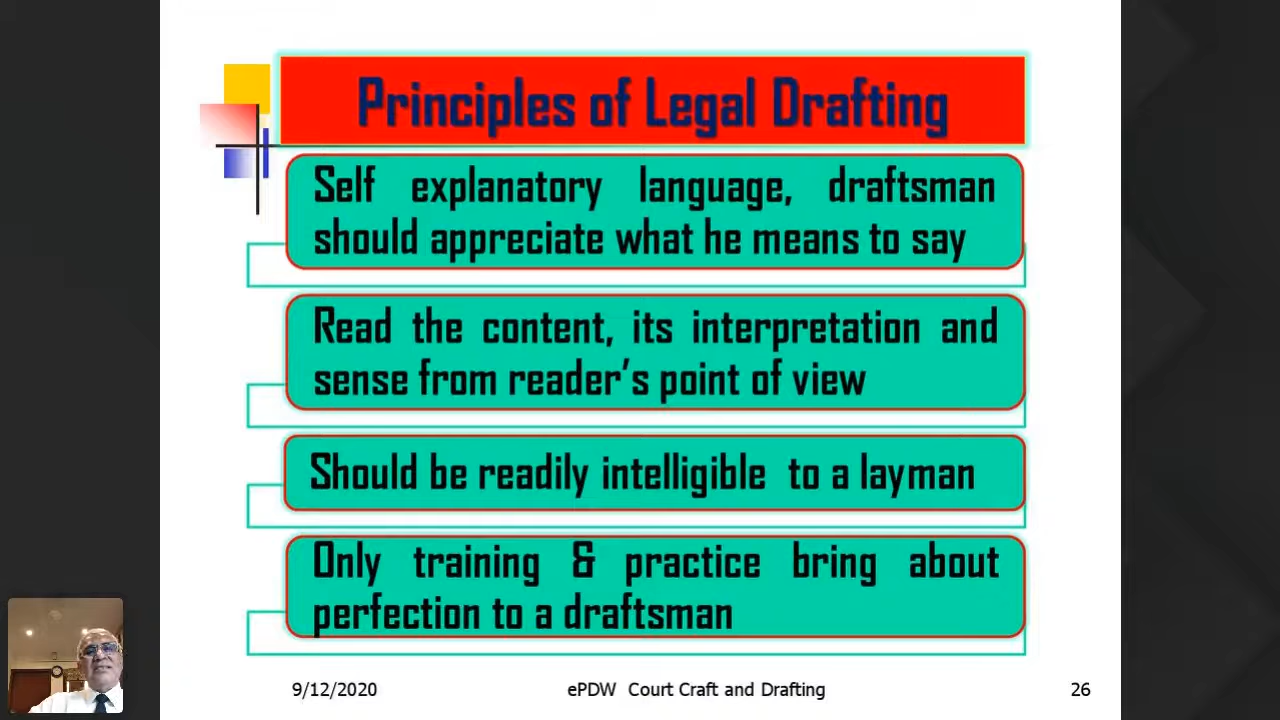 Principles of Legal Drafting
Self explanatory language, draftsman
should appreciate what he means to say
Read the content, its interpretation and
sense from reader's point of view
Should be readily intelligible to a layman
Only training & practice bring about
perfection to a draftsman
9/12/2020
ePDW Court Craft and Drafting
26